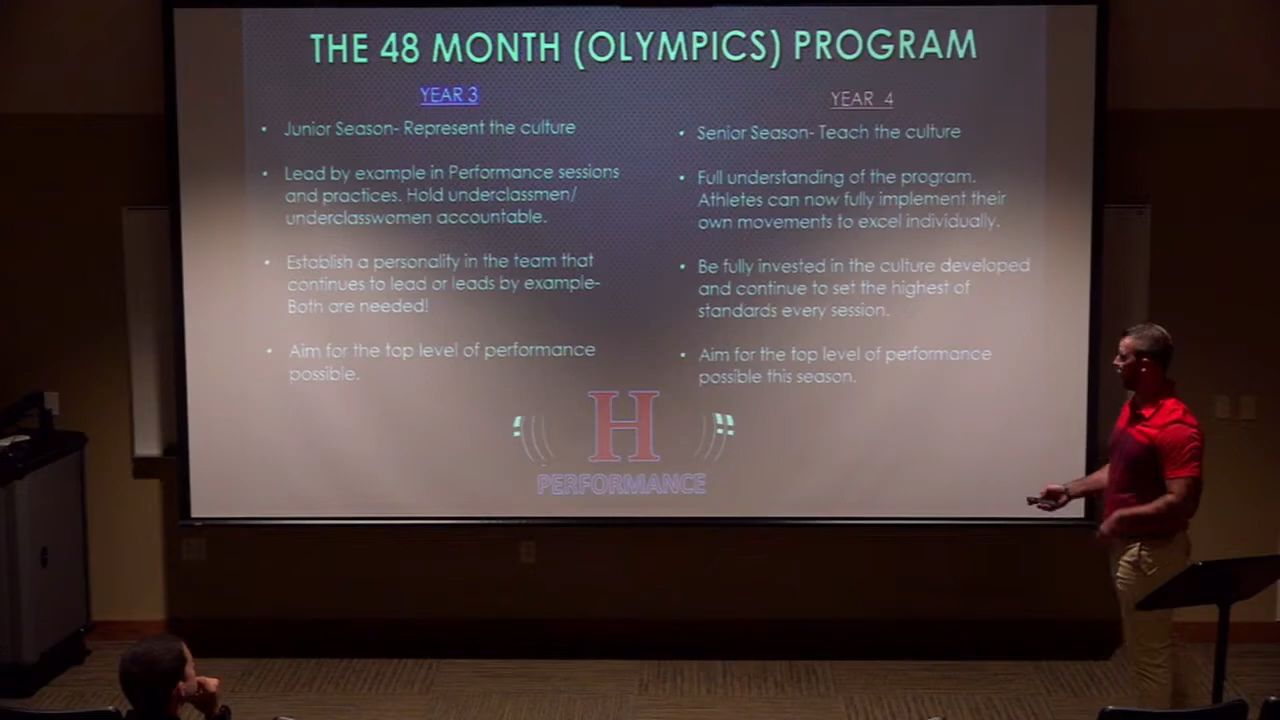 THE 48 MONTH (OLYMPICS) PROGRAM
YEAR 3
• Junior Season- Represent the culture
• Lead by example in Performance sessions
and practices. Hold underclassmen/
underclasswomen accountable.
• Establish a personality in the team that
continues to lead or leads by example-
Both are needed!
• Aim for the top level of performance
possible.
YEAR 4
• Senior Season- Teach the culture
• Full understanding of the program.
Athletes can now fully implement their
own movements to excel individually.
• Be fully invested in the culture developed
and continue to set the highest of
standards every session.
• Aim for the top level of performance
possible this season.
H
PERFORMANCE